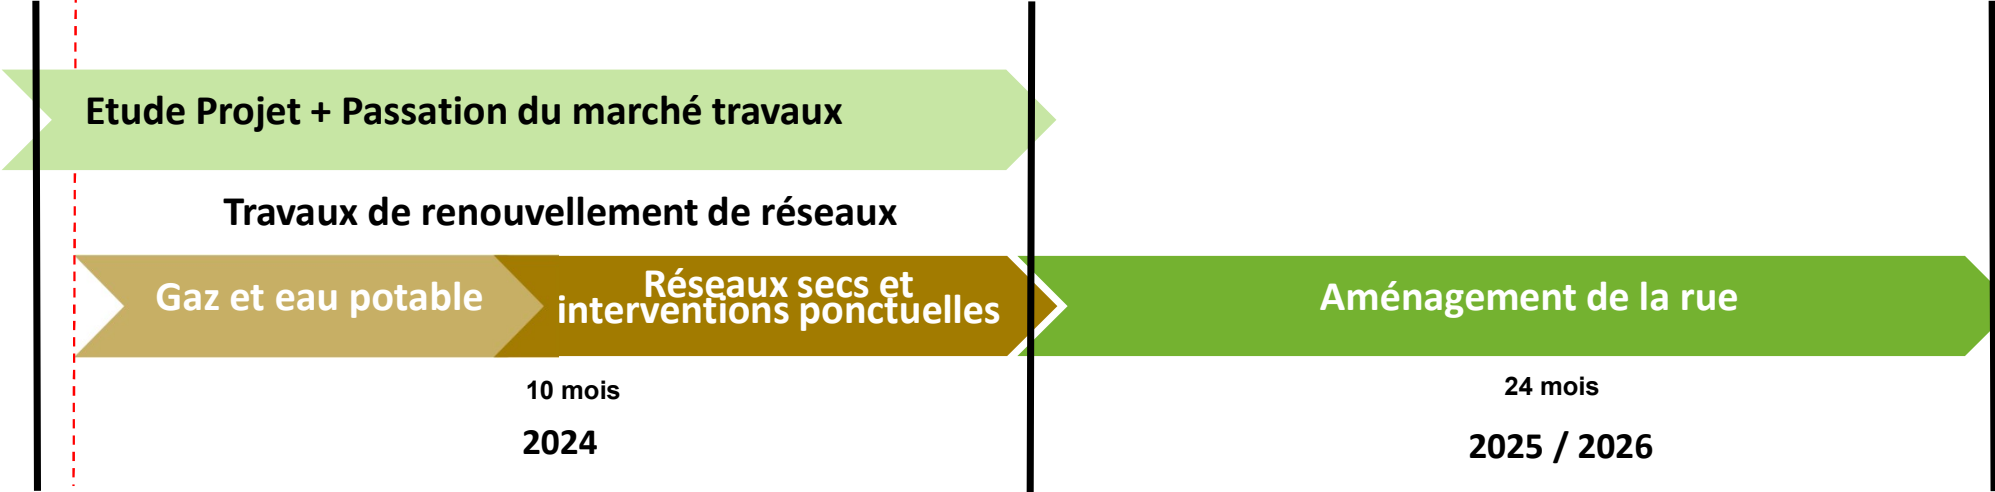 Etude Projet + Passation du marché travaux
Travaux de renouvellement de réseaux
Gaz et eau potable
Réseaux secs et
interventions ponctuelles
Aménagement de la rue
10 mois
24 mois
2024
2025 / 2026